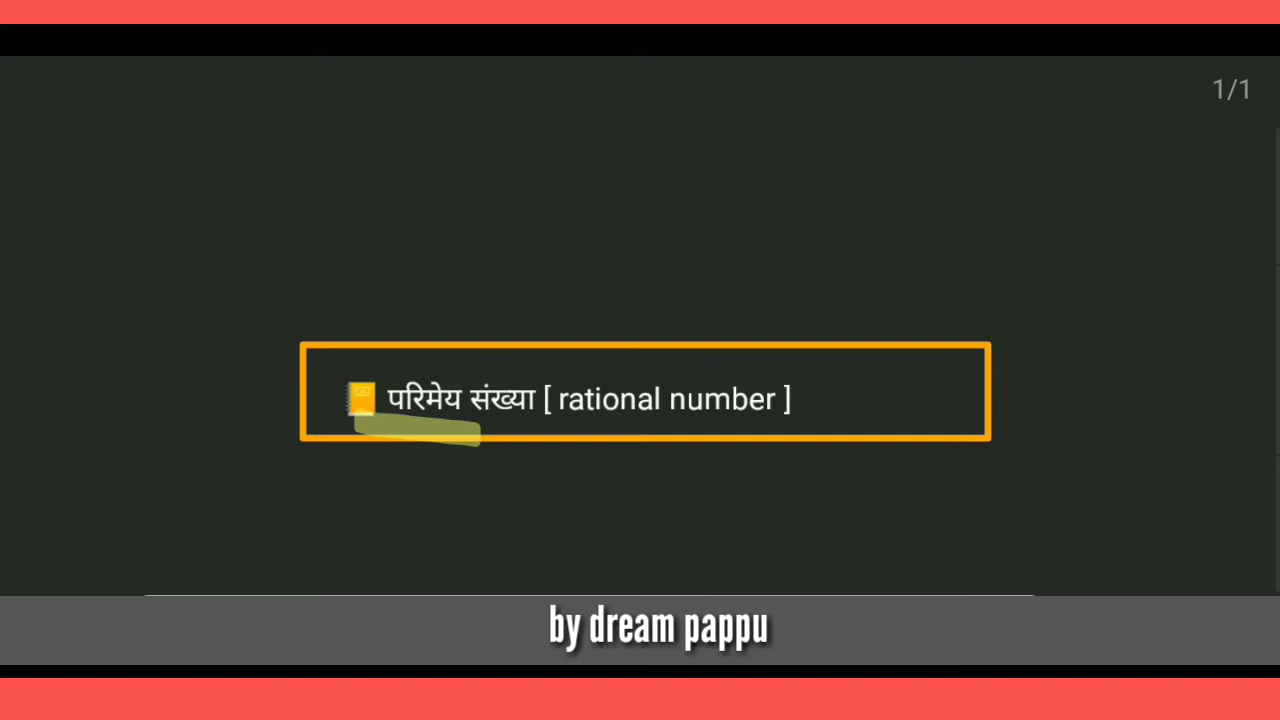 1/1
📒 परिमेय संख्या [ rational number ]
by dream pappu